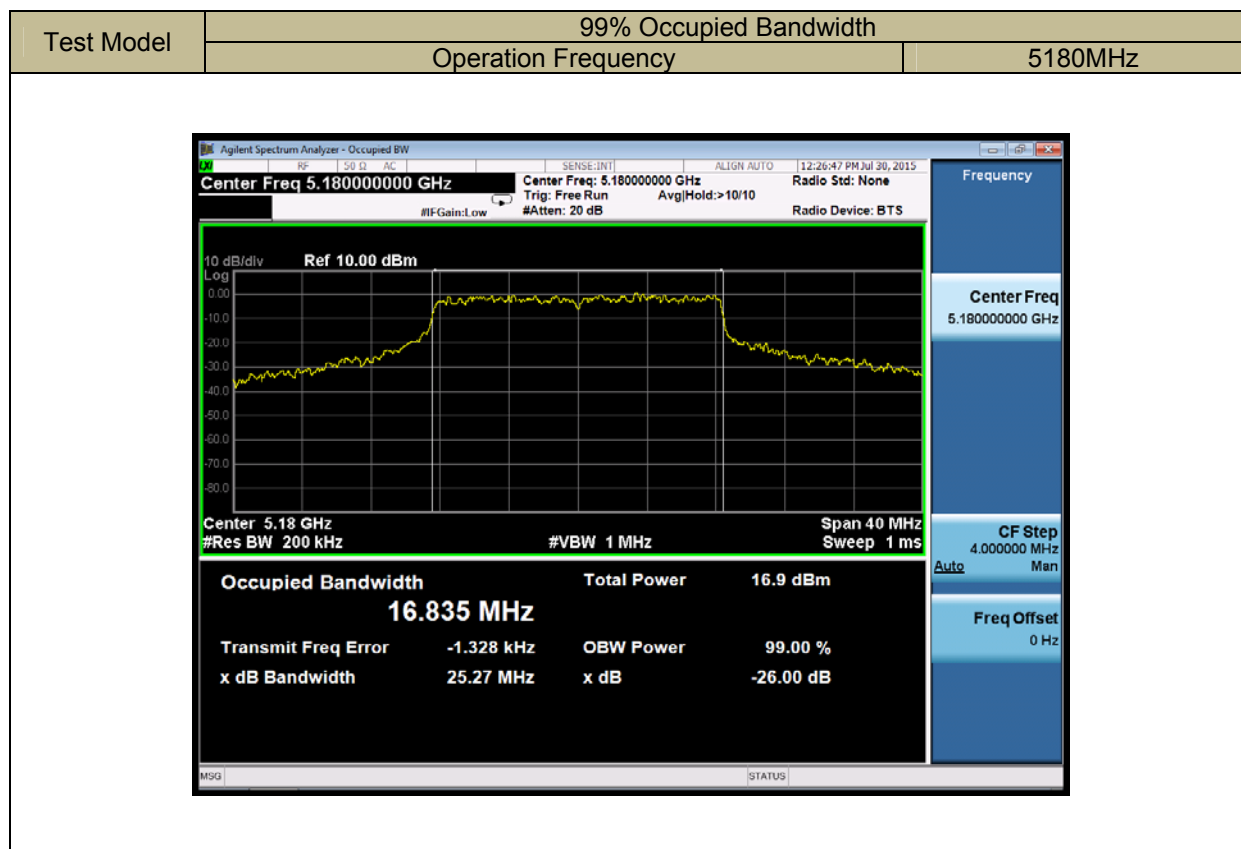 Test Model
99% Occupied Bandwidth
Operation Frequency
5180MHz
Agilent Spectrum Analyzer - Occupied BW
LXI RF 50 Ω AC SENSE:INT ALIGN AUTO 12:26:47 PM Jul 30, 2015
Center Freq 5.180000000 GHz
Center Freq: 5.180000000 GHz
Radio Std: None
Trig: Free Run Avg|Hold:>10/10
#IFGain:Low
#Atten: 20 dB
Radio Device: BTS
10 dB/div Ref 10.00 dBm
Log
0.00
-10.0
-20.0
-30.0
-40.0
-50.0
-60.0
-70.0
-80.0
Center 5.18 GHz
Span 40 MHz
#Res BW 200 kHz
#VBW 1 MHz
Sweep 1 ms
Occupied Bandwidth
Total Power 16.9 dBm
16.835 MHz
Transmit Freq Error -1.328 kHz
OBW Power 99.00 %
x dB Bandwidth 25.27 MHz
x dB -26.00 dB
MSG
STATUS
Frequency
Center Freq
5.180000000 GHz
CF Step
4.000000 MHz
Auto Man
Freq Offset
0 Hz